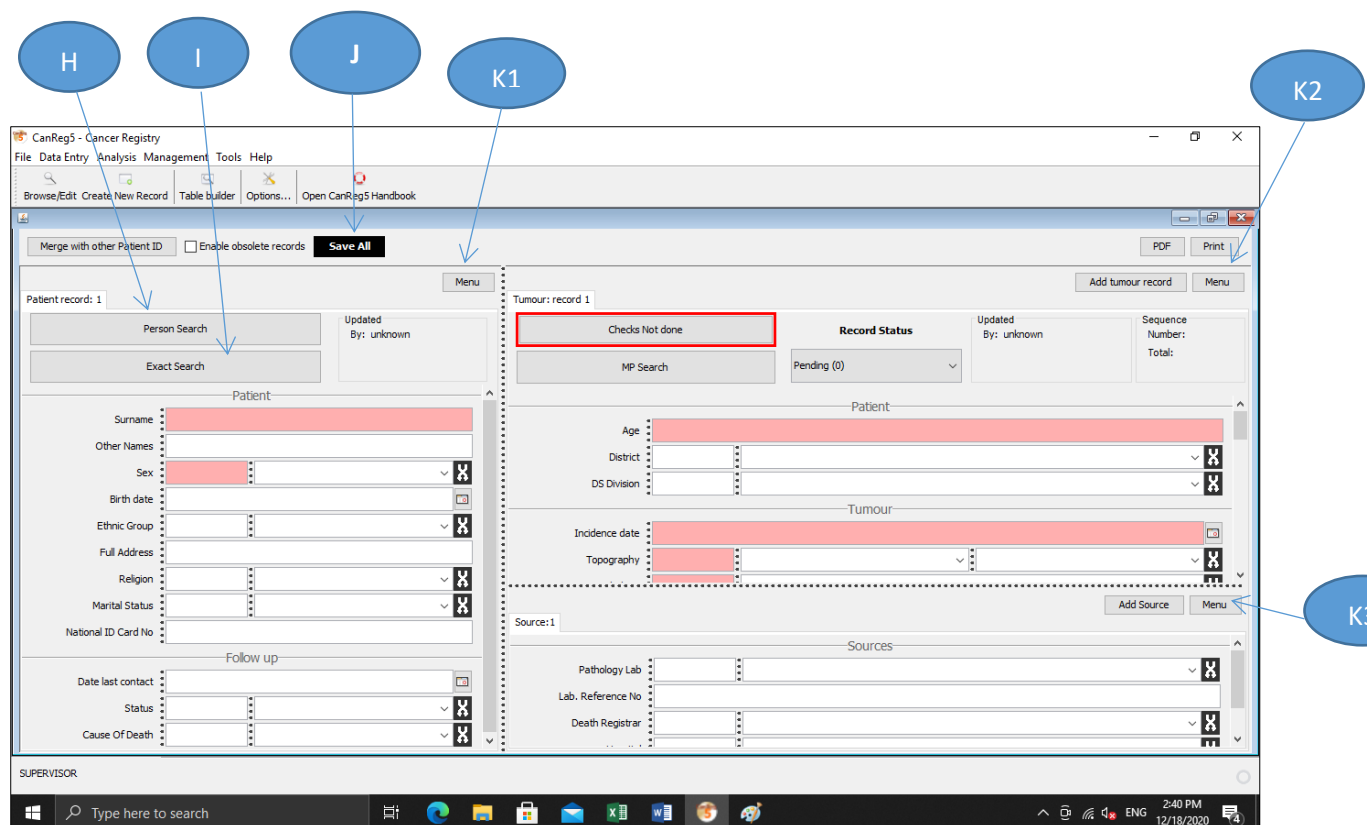 H
I
J
K1
K2
CanReg5 - Cancer Registry
File Data Entry Analysis Management Tools Help
Browse/Edit Create New Record Table builder Options... Open CanReg5 Handbook
Merge with other Patient ID Enable obsolete records Save All PDF Print
Menu Add tumour record Menu
Patient record: 1 Tumour: record 1
Person Search
Updated
By: unknown
Exact Search
Patient
Surname
Other Names
Sex
Birth date
Ethnic Group
Full Address
Religion
Marital Status
National ID Card No
Follow up
Date last contact
Status
Cause Of Death
Checks Not done
Record Status
Updated
By: unknown
Sequence
Number:
Total:
MP Search
Pending (0)
Patient
Age
District
DS Division
Tumour
Incidence date
Topography
Add Source Menu
K3
Source:1
Sources
Pathology Lab
Lab. Reference No
Death Registrar
SUPERVISOR
Type here to search
ENG
2:40 PM
12/18/2020
4